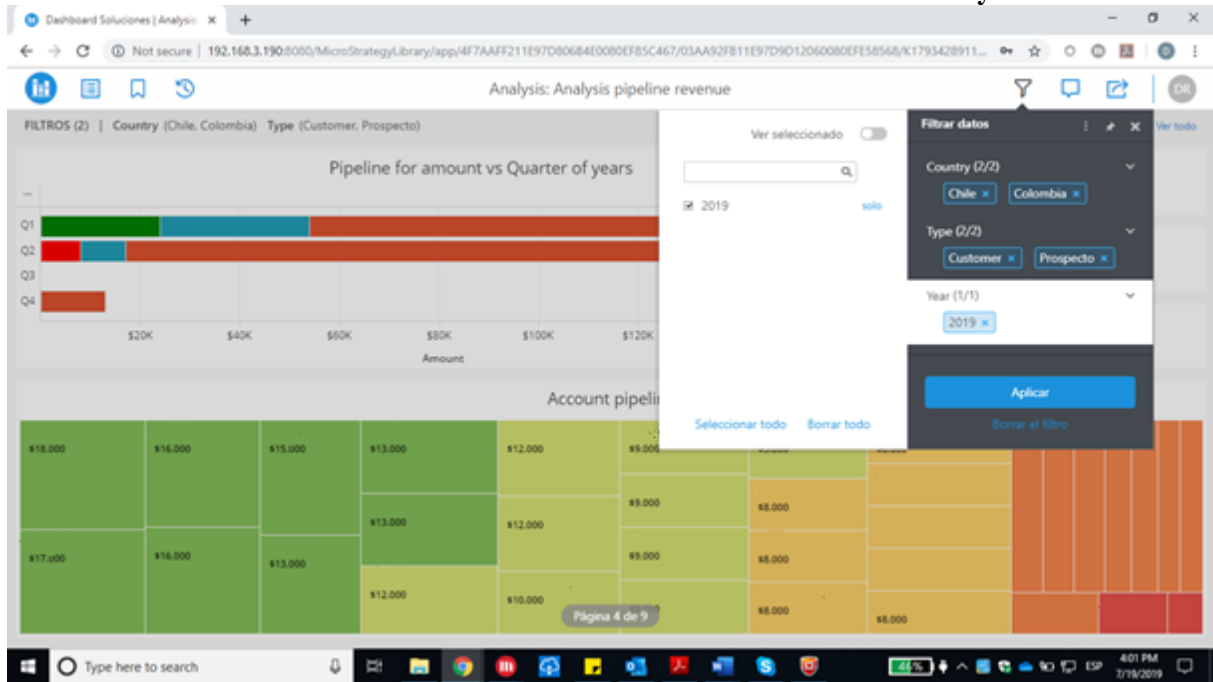 Dashboard Soluciones | Analysis:
Not secure | 192.168.3.190:8080/MicroStrategyLibrary/app/4F7AAFF211E97D80684E0080EF85C467/03AA92FB11E97D9D12060080EFE58568/K1793428911...
Analysis: Analysis pipeline revenue
DR
FILTROS (2) | Country (Chile, Colombia) Type (Customer, Prospecto)
Ver todo
Pipeline for amount vs Quarter of years
Q1
Q2
Q3
Q4
$20K $40K $60K $80K $100K $120K
Amount
Ver seleccionado
2019 solo
Seleccionar todo Borrar todo
Filtrar datos
Country (2/2)
Chile × Colombia ×
Type (2/2)
Customer × Prospecto ×
Year (1/1)
2019 ×
Aplicar
Borrar el filtro
Account pipelin
$18.000 $16.000 $15.000 $13.000 $12.000 $9.000
$13.000 $12.000 $9.000 $8.000
$17.000 $16.000 $13.000 $9.000 $8.000
$12.000 $10.000 $8.000 $8.000
Página 4 de 9
Type here to search
46% ESP 4:01 PM
7/19/2019